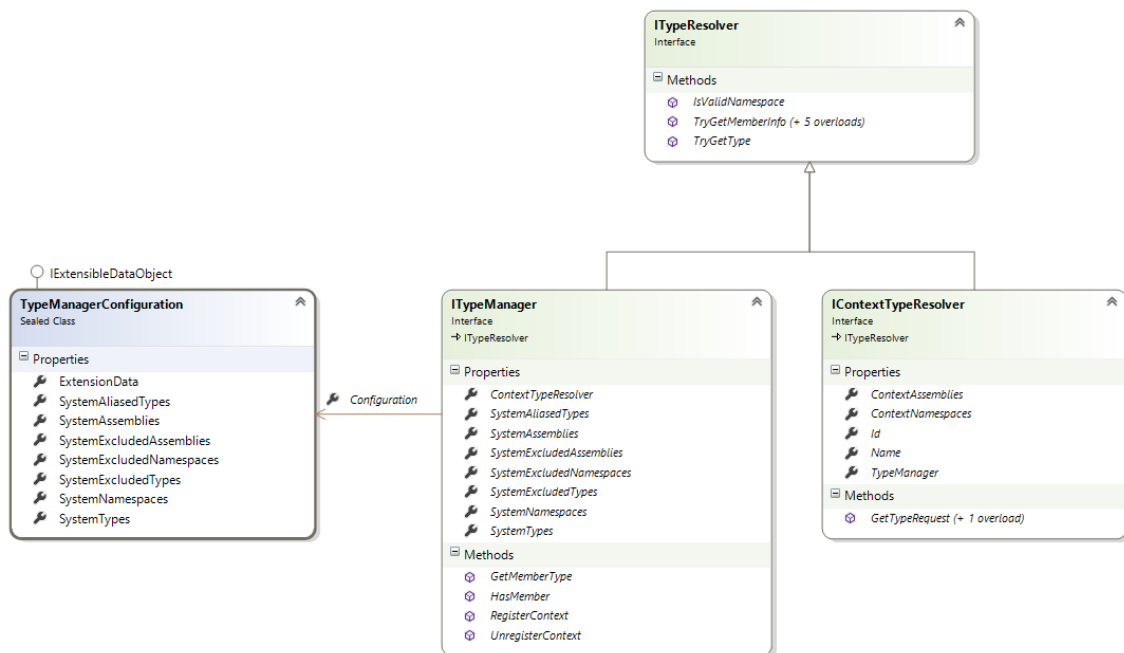 ITypeResolver
Interface
Methods
IsValidNamespace
TryGetMemberInfo (+ 5 overloads)
TryGetType
IExtensibleDataObject
TypeManagerConfiguration
Sealed Class
Properties
ExtensionData
SystemAliasedTypes
SystemAssemblies
SystemExcludedAssemblies
SystemExcludedNamespaces
SystemExcludedTypes
SystemNamespaces
SystemTypes
Configuration
ITypeManager
Interface
ITypeResolver
Properties
ContextTypeResolver
SystemAliasedTypes
SystemAssemblies
SystemExcludedAssemblies
SystemExcludedNamespaces
SystemExcludedTypes
SystemNamespaces
SystemTypes
Methods
GetMemberType
HasMember
RegisterContext
UnregisterContext
IContextTypeResolver
Interface
ITypeResolver
Properties
ContextAssemblies
ContextNamespaces
Id
Name
TypeManager
Methods
GetTypeRequest (+ 1 overload)